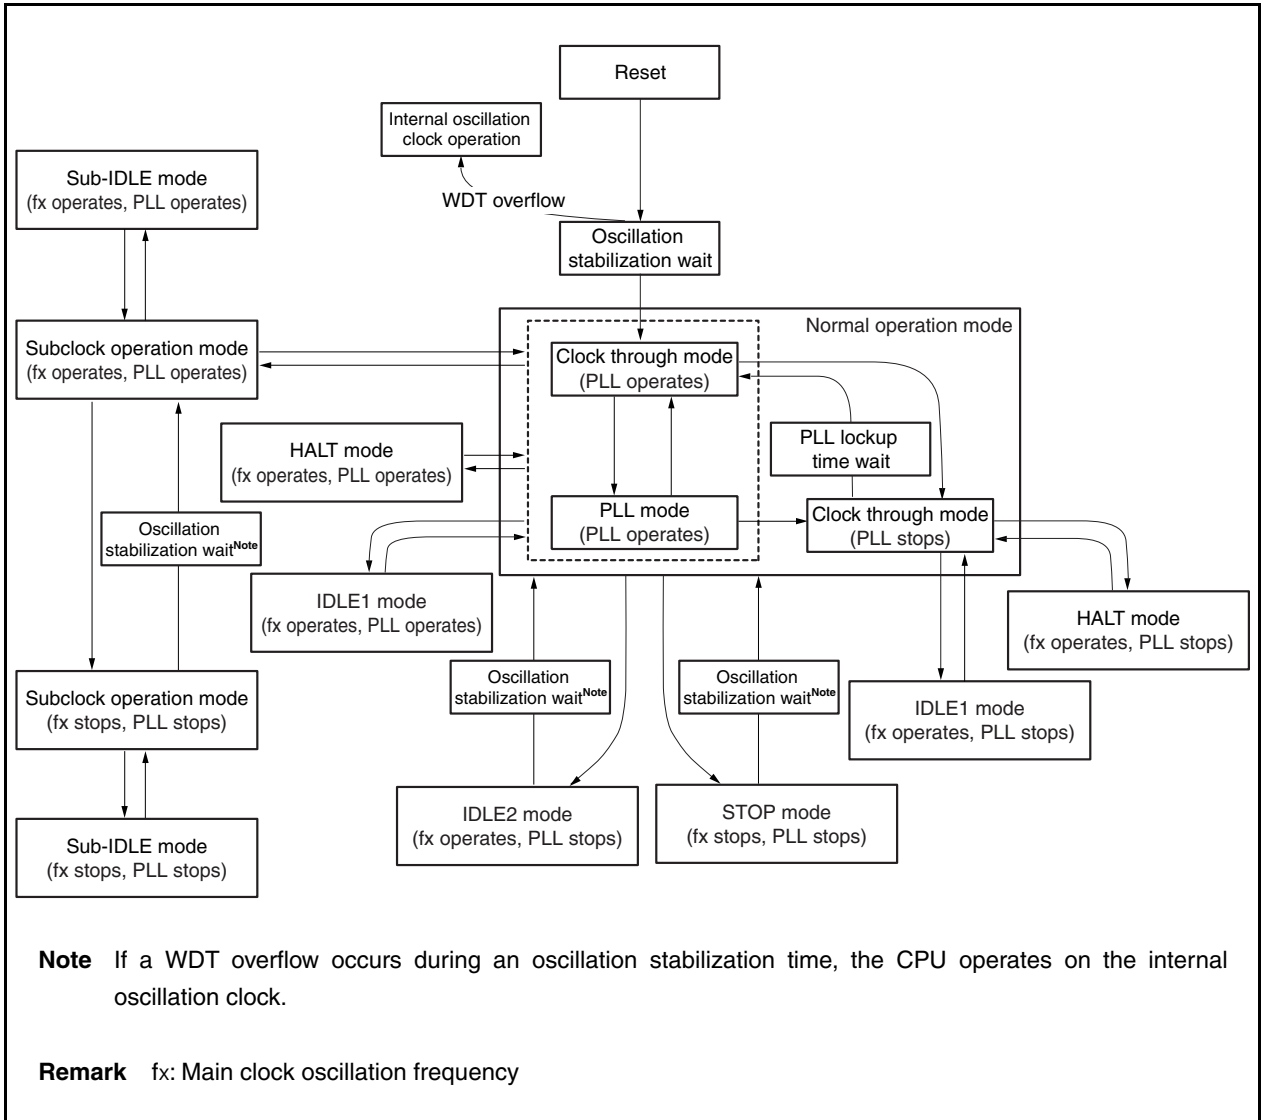 Reset
Internal oscillation
clock operation
WDT overflow
Sub-IDLE mode
(fx operates, PLL operates)
Oscillation
stabilization wait
Normal operation mode
Subclock operation mode
(fx operates, PLL operates)
Clock through mode
(PLL operates)
HALT mode
(fx operates, PLL operates)
PLL lockup
time wait
PLL mode
(PLL operates)
Clock through mode
(PLL stops)
Oscillation
stabilization waitNote
IDLE1 mode
(fx operates, PLL operates)
HALT mode
(fx operates, PLL stops)
Subclock operation mode
(fx stops, PLL stops)
Oscillation
stabilization waitNote
Oscillation
stabilization waitNote
IDLE1 mode
(fx operates, PLL stops)
IDLE2 mode
(fx operates, PLL stops)
STOP mode
(fx stops, PLL stops)
Sub-IDLE mode
(fx stops, PLL stops)
Note If a WDT overflow occurs during an oscillation stabilization time, the CPU operates on the internal
oscillation clock.
Remark fx: Main clock oscillation frequency